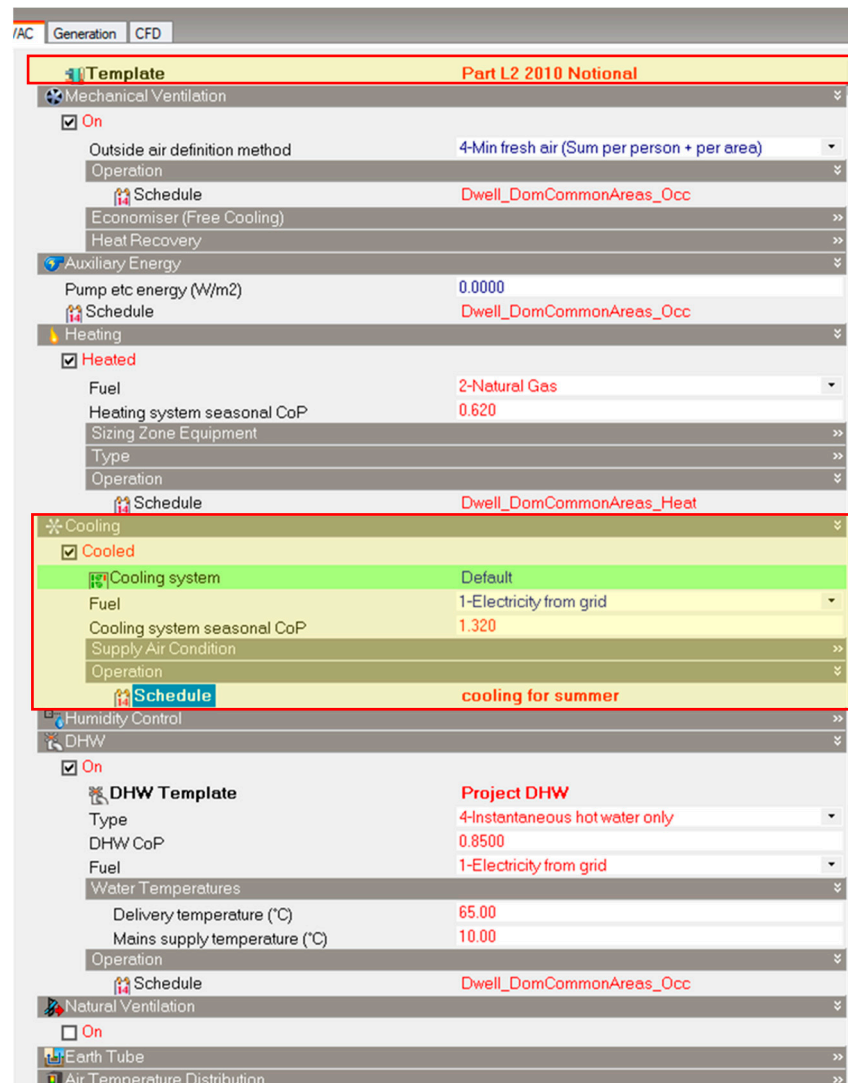 /AC Generation CFD
Template Part L2 2010 Notional
Mechanical Ventilation
On
Outside air definition method 4-Min fresh air (Sum per person + per area)
Operation
Schedule Dwell_DomCommonAreas_Occ
Economiser (Free Cooling)
Heat Recovery
Auxiliary Energy
Pump etc energy (W/m2) 0.0000
Schedule Dwell_DomCommonAreas_Occ
Heating
Heated
Fuel 2-Natural Gas
Heating system seasonal CoP 0.620
Sizing Zone Equipment
Type
Operation
Schedule Dwell_DomCommonAreas_Heat
Cooling
Cooled
Cooling system Default
Fuel 1-Electricity from grid
Cooling system seasonal CoP 1.320
Supply Air Condition
Operation
Schedule cooling for summer
Humidity Control
DHW
On
DHW Template Project DHW
Type 4-Instantaneous hot water only
DHW CoP 0.8500
Fuel 1-Electricity from grid
Water Temperatures
Delivery temperature (°C) 65.00
Mains supply temperature (°C) 10.00
Operation
Schedule Dwell_DomCommonAreas_Occ
Natural Ventilation
On
Earth Tube
Air Temperature Distribution